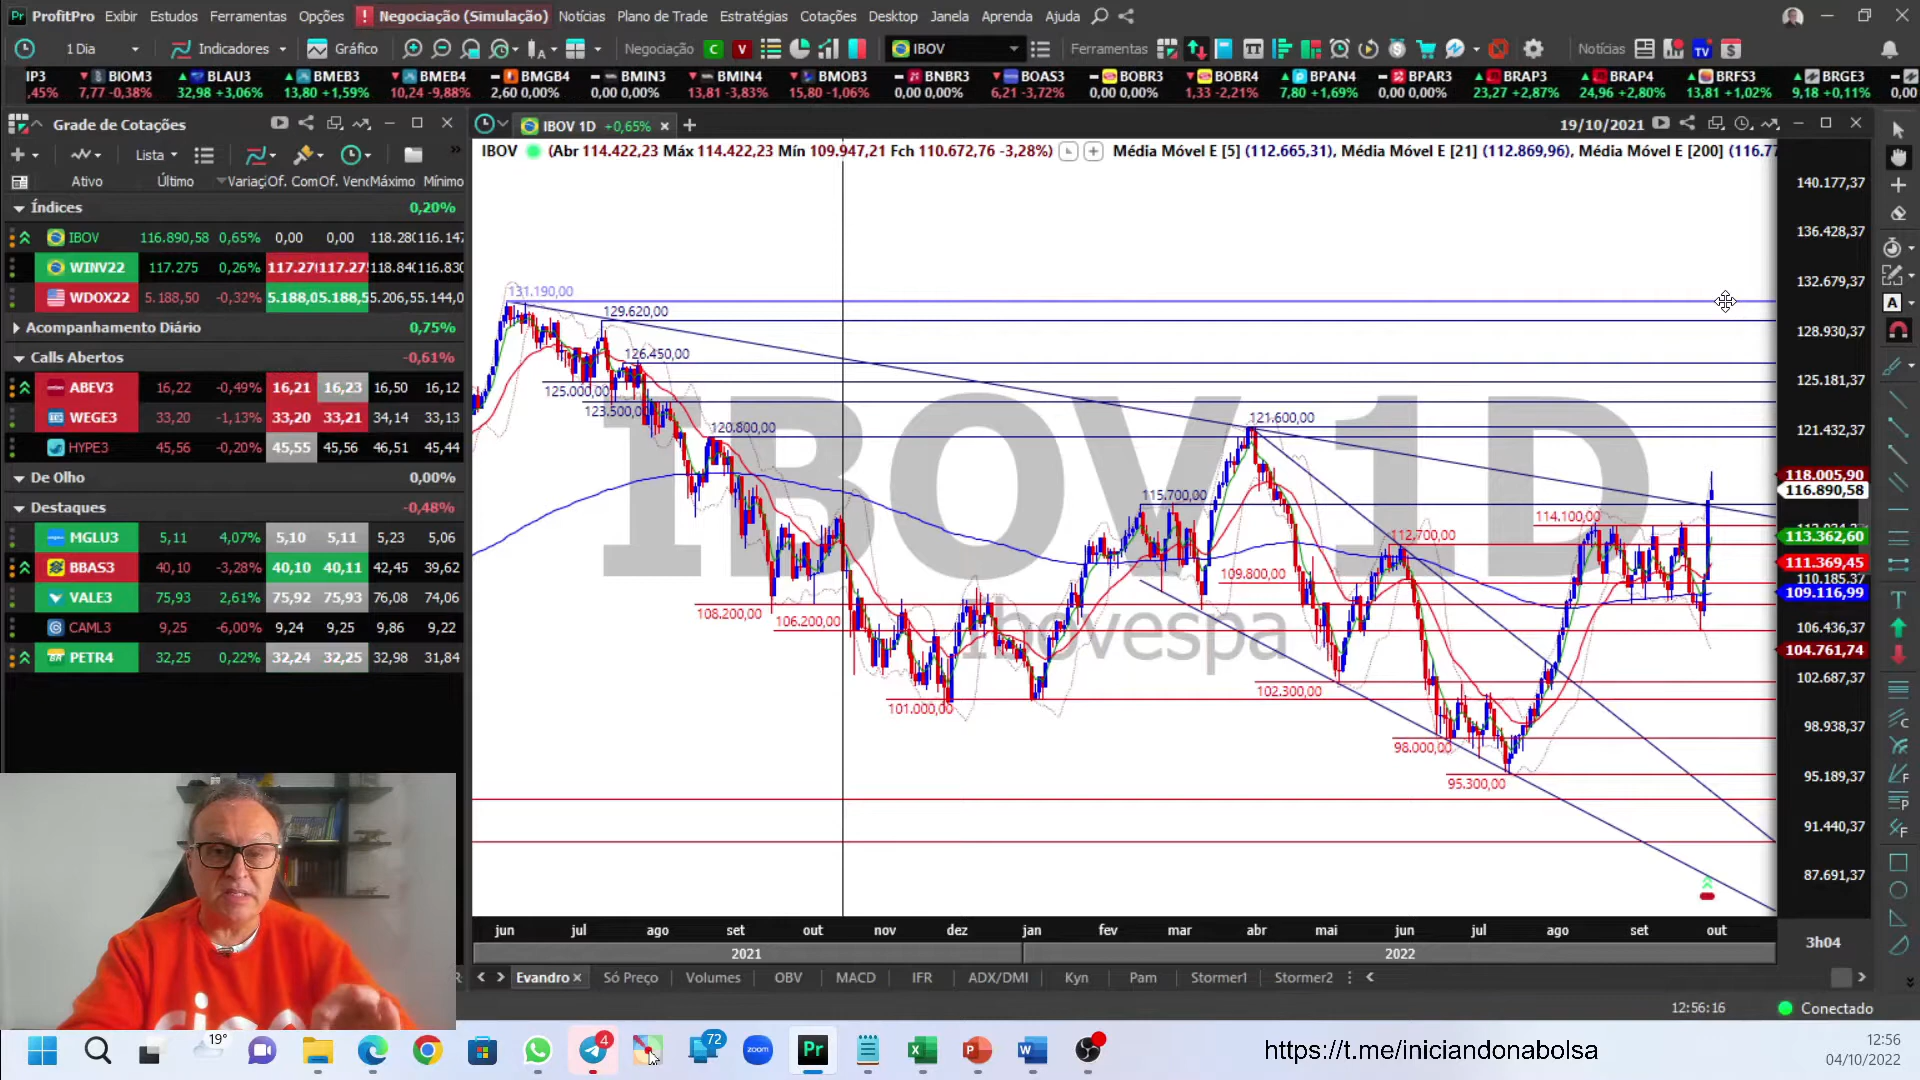 ProfitPro Exibir Estudos Ferramentas Opções ! Negociação (Simulação) Notícias Plano de Trade Estratégias Cotações Desktop Janela Aprenda Ajuda
1 Dia Indicadores Gráfico Negociação C V IBOV Ferramentas Notícias
IP3 BIOM3 BLAU3 BMEB3 BMEB4 BMGB4 BMIN3 BMIN4 BMOB3 BNBR3 BOAS3 BOBR3 BOBR4 BPAN4 BPAR3 BRAP3 BRAP4 BRFS3 BRGE3
,45% 7,77 -0,38% 32,98 +3,06% 13,80 +1,59% 10,24 -9,88% 2,60 0,00% 0,00 0,00% 13,81 -3,83% 15,80 -1,06% 0,00 0,00% 6,21 -3,72% 0,00 0,00% 1,33 -2,21% 7,80 +1,69% 0,00 0,00% 23,27 +2,87% 24,96 +2,80% 13,81 +1,02% 9,18 +0,11% 0,00
Grade de Cotações
Lista
Ativo Último Variaç Of. Com Of. Ven Máximo Mínimo
Índices 0,20%
IBOV 116.890,58 0,65% 0,00 0,00 118.280 116.147
WINV22 117.275 0,26% 117.27 117.27 118.840 116.830
WDOX22 5.188,50 -0,32% 5.188,0 5.188,5 5.206,5 5.144,0
Acompanhamento Diário 0,75%
Calls Abertos -0,61%
ABEV3 16,22 -0,49% 16,21 16,23 16,50 16,12
WEGE3 33,20 -1,13% 33,20 33,21 34,14 33,13
HYPE3 45,56 -0,20% 45,55 45,56 46,51 45,44
De Olho 0,00%
Destaques -0,48%
MGLU3 5,11 4,07% 5,10 5,11 5,23 5,06
BBAS3 40,10 -3,28% 40,10 40,11 42,45 39,62
VALE3 75,93 2,61% 75,92 75,93 76,08 74,06
CAML3 9,25 -6,00% 9,24 9,25 9,86 9,22
PETR4 32,25 0,22% 32,24 32,25 32,98 31,84
IBOV 1D +0,65%
19/10/2021
IBOV (Abr 114.422,23 Máx 114.422,23 Mín 109.947,21 Fch 110.672,76 -3,28%) Média Móvel E [5] (112.665,31), Média Móvel E [21] (112.869,96), Média Móvel E [200] (116.77
IBOV 1D
Ibovespa
131.190,00
129.620,00
126.450,00
125.000,00
123.500,00
120.800,00
121.600,00
115.700,00
114.100,00
112.700,00
109.800,00
108.200,00
106.200,00
102.300,00
101.000,00
98.000,00
95.300,00
140.177,37
136.428,37
132.679,37
128.930,37
125.181,37
121.432,37
118.005,90
116.890,58
113.362,60
111.369,45
110.185,37
109.116,99
106.436,37
104.761,74
102.687,37
98.938,37
95.189,37
91.440,37
87.691,37
jun jul ago set out nov dez jan fev mar abr mai jun jul ago set out
2021 2022
3h04
Evandro Só Preço Volumes OBV MACD IFR ADX/DMI Kyn Pam Stormer1 Stormer2
12:56:16 Conectado
19° 4 72 zoom Pr
https://t.me/iniciandonabolsa
12:56
04/10/2022